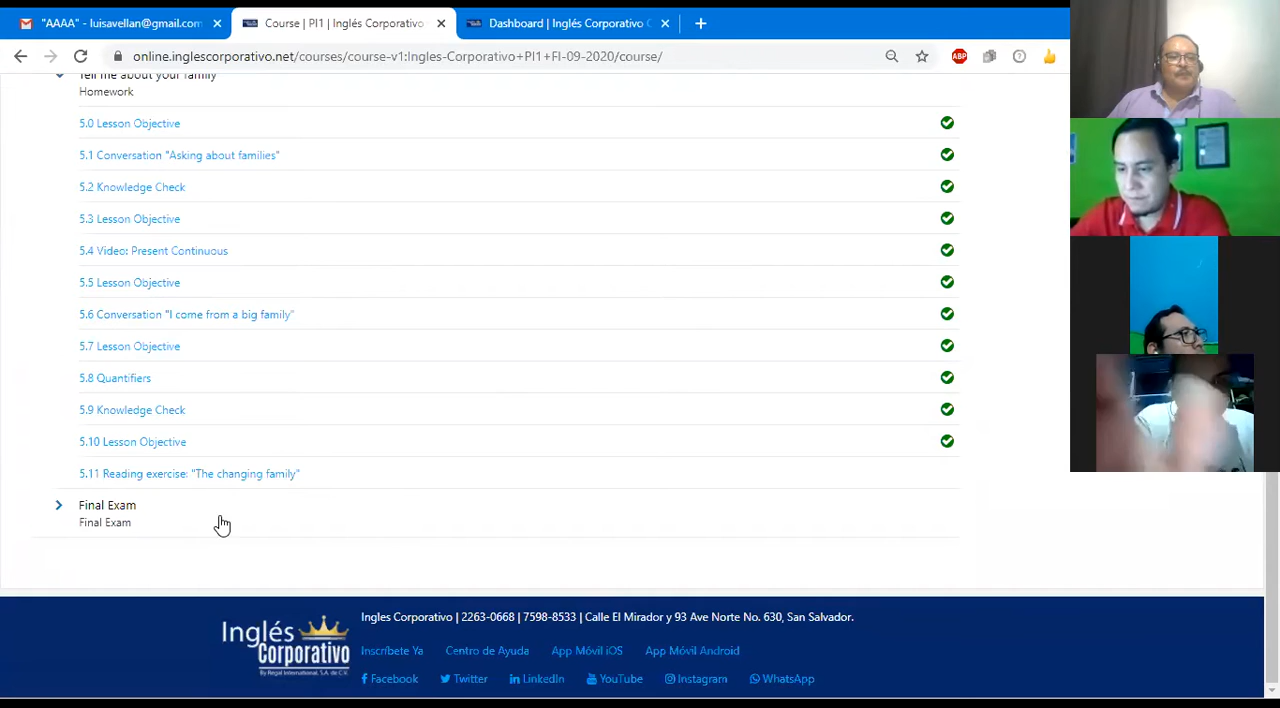 "AAAA" - luisavellan@gmail.com
Course | PI1 | Inglés Corporativo
Dashboard | Inglés Corporativo
online.inglescorporativo.net/courses/course-v1:Ingles-Corporativo+PI1+FI-09-2020/course/
ABP
Tell me about your family
Homework
5.0 Lesson Objective
5.1 Conversation "Asking about families"
5.2 Knowledge Check
5.3 Lesson Objective
5.4 Video: Present Continuous
5.5 Lesson Objective
5.6 Conversation "I come from a big family"
5.7 Lesson Objective
5.8 Quantifiers
5.9 Knowledge Check
5.10 Lesson Objective
5.11 Reading exercise: "The changing family"
Final Exam
Final Exam
Inglés Corporativo
By Regal International, S.A. de C.V.
Ingles Corporativo | 2263-0668 | 7598-8533 | Calle El Mirador y 93 Ave Norte No. 630, San Salvador.
Inscríbete Ya Centro de Ayuda App Móvil iOS App Móvil Android
Facebook Twitter LinkedIn YouTube Instagram WhatsApp